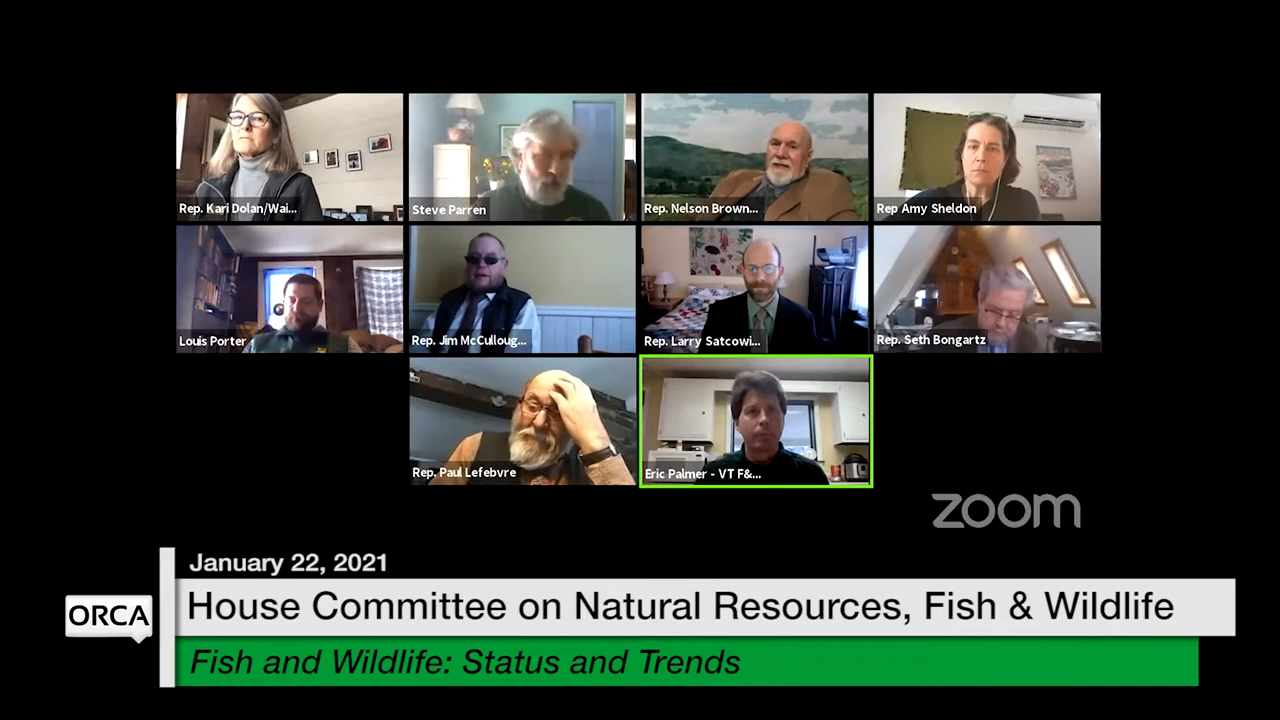 Rep. Kari Dolan/Wai...
Steve Parren
Rep. Nelson Brown...
Rep Amy Sheldon
Louis Porter
Rep. Jim McCulloug...
Rep. Larry Satcowi...
Rep. Seth Bongartz
Rep. Paul Lefebvre
Eric Palmer - VT F&...
zoom
January 22, 2021
ORCA
House Committee on Natural Resources, Fish & Wildlife
Fish and Wildlife: Status and Trends